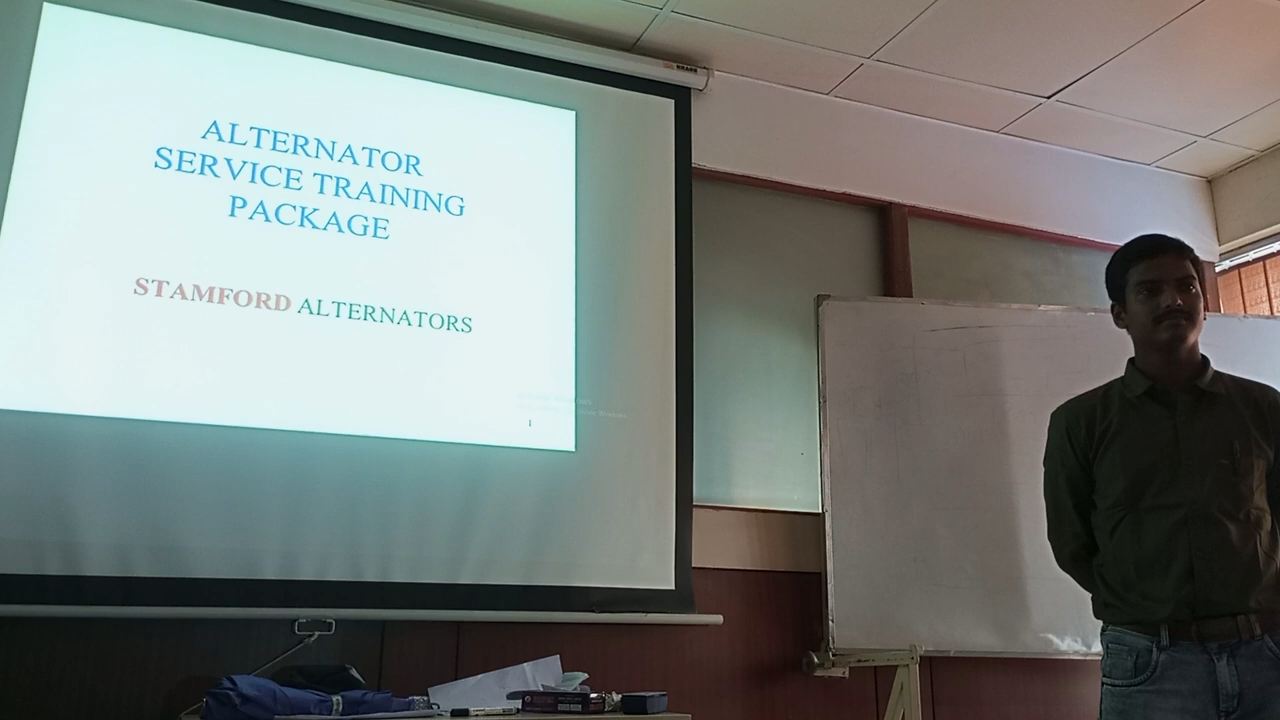 ALTERNATOR
SERVICE TRAINING
PACKAGE
STAMFORD ALTERNATORS
1